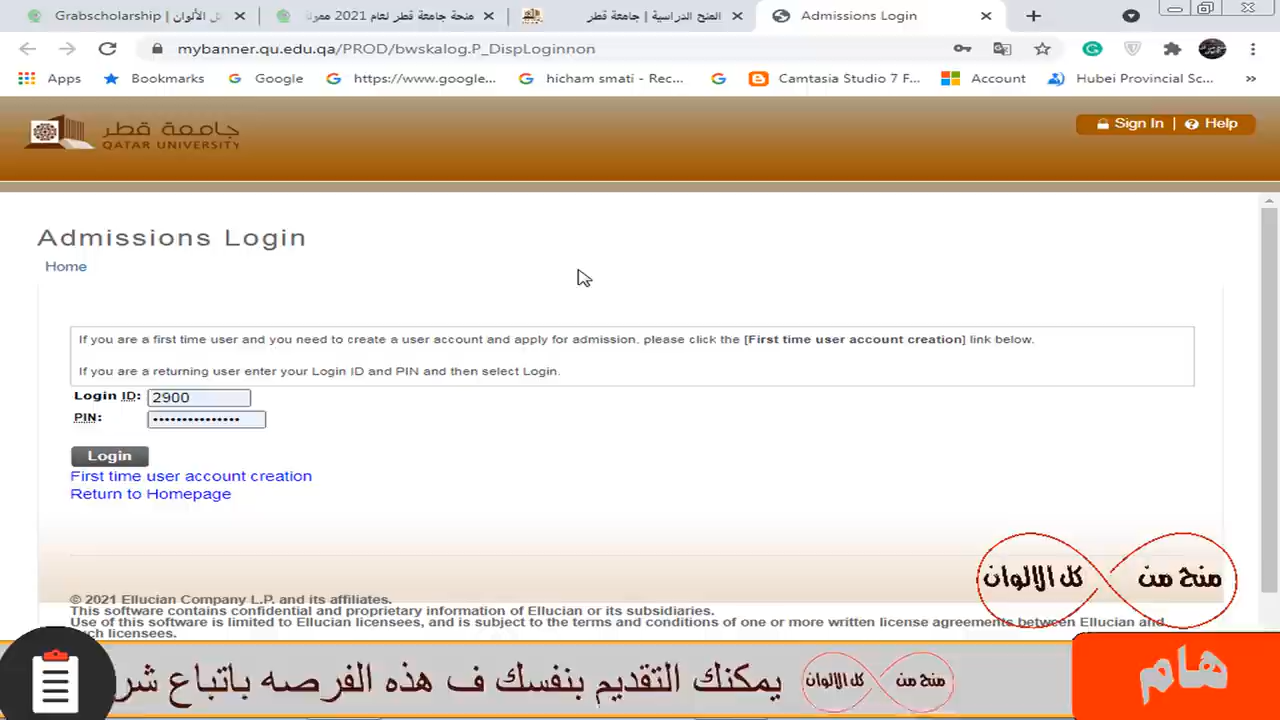 Grabscholarship | كل الألوان
منحة جامعة قطر لعام 2021
المنح الدراسية | جامعة قطر
Admissions Login
mybanner.qu.edu.qa/PROD/bwskalog.P_DispLoginnon
Apps
Bookmarks
Google
https://www.google...
hicham smati - Rec...
Camtasia Studio 7 F...
Account
Hubei Provincial Sc...
»
جامعة قطر
QATAR UNIVERSITY
Sign In | Help
Admissions Login
Home
If you are a first time user and you need to create a user account and apply for admission, please click the [First time user account creation] link below.
If you are a returning user enter your Login ID and PIN and then select Login.
Login ID: 2900
PIN: •••••••••••••••
Login
First time user account creation
Return to Homepage
منح من كل الالوان
© 2021 Ellucian Company L.P. and its affiliates.
This software contains confidential and proprietary information of Ellucian or its subsidiaries.
Use of this software is limited to Ellucian licensees, and is subject to the terms and conditions of one or more written license agreements between Ellucian and
such licensees.
هام
منح من كل الالوان
يمكنك التقديم بنفسك ف هذه الفرصه باتباع شر